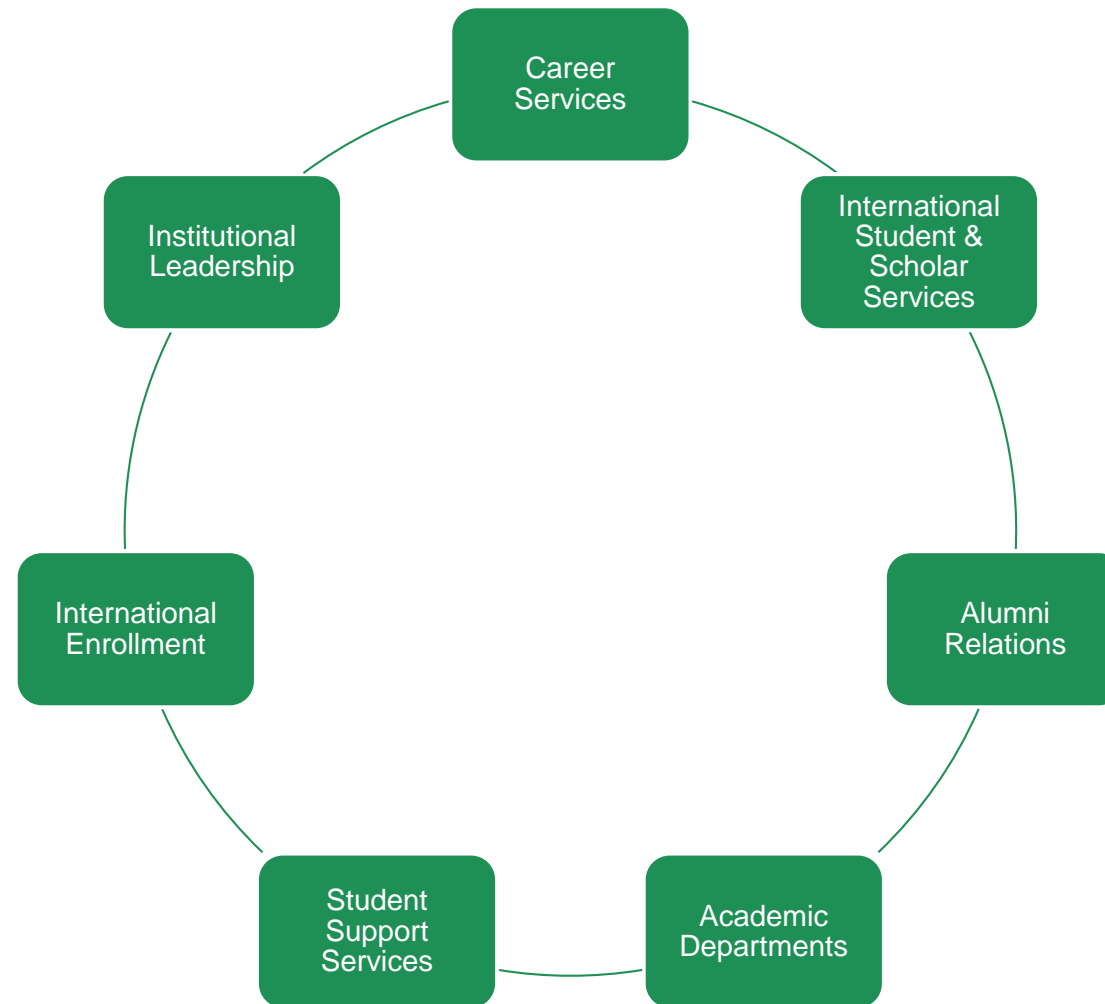 Career
Services
International
Student &
Scholar
Services
Alumni
Relations
Academic
Departments
Student
Support
Services
International
Enrollment
Institutional
Leadership